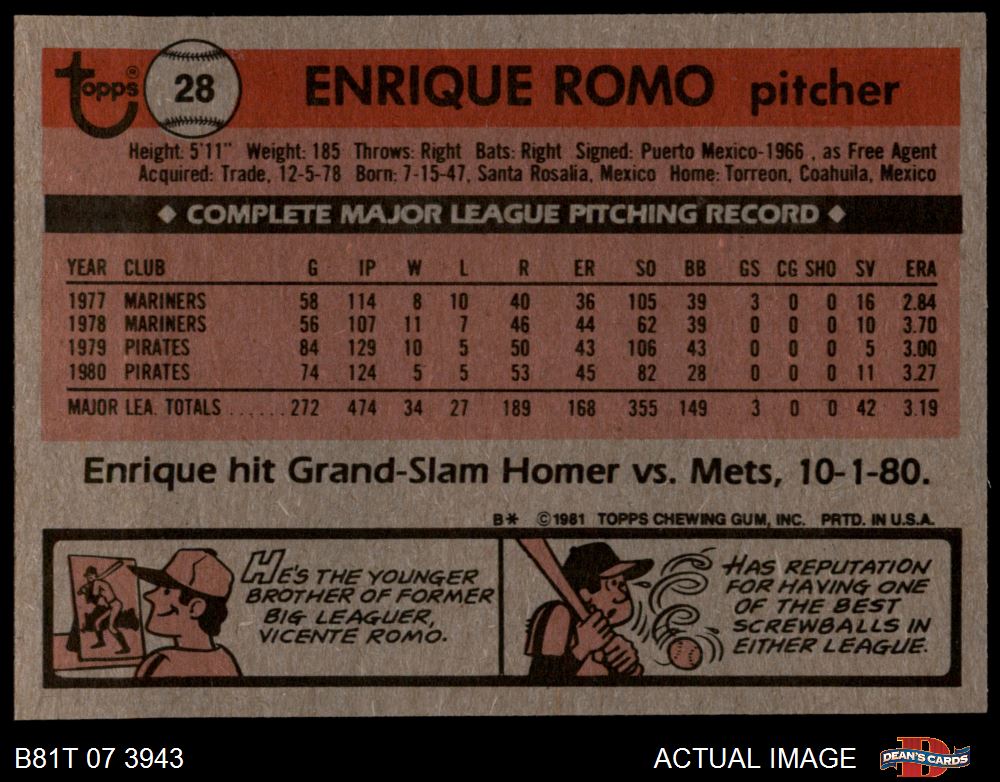 topps®
28
ENRIQUE ROMO pitcher
Height: 5'11" Weight: 185 Throws: Right Bats: Right Signed: Puerto Mexico-1966 , as Free Agent
Acquired: Trade, 12-5-78 Born: 7-15-47, Santa Rosalia, Mexico Home: Torreon, Coahuila, Mexico
◆ COMPLETE MAJOR LEAGUE PITCHING RECORD ◆
YEAR CLUB G IP W L R ER SO BB GS CG SHO SV ERA
1977 MARINERS 58 114 8 10 40 36 105 39 3 0 0 16 2.84
1978 MARINERS 56 107 11 7 46 44 62 39 0 0 0 10 3.70
1979 PIRATES 84 129 10 5 50 43 106 43 0 0 0 5 3.00
1980 PIRATES 74 124 5 5 53 45 82 28 0 0 0 11 3.27
MAJOR LEA. TOTALS ......272 474 34 27 189 168 355 149 3 0 0 42 3.19
Enrique hit Grand-Slam Homer vs. Mets, 10-1-80.
B* ©1981 TOPPS CHEWING GUM, INC. PRTD. IN U.S.A.
HE'S THE YOUNGER
BROTHER OF FORMER
BIG LEAGUER,
VICENTE ROMO.
HAS REPUTATION
FOR HAVING ONE
OF THE BEST
SCREWBALLS IN
EITHER LEAGUE.
B81T 07 3943
ACTUAL IMAGE
DEAN'S CARDS